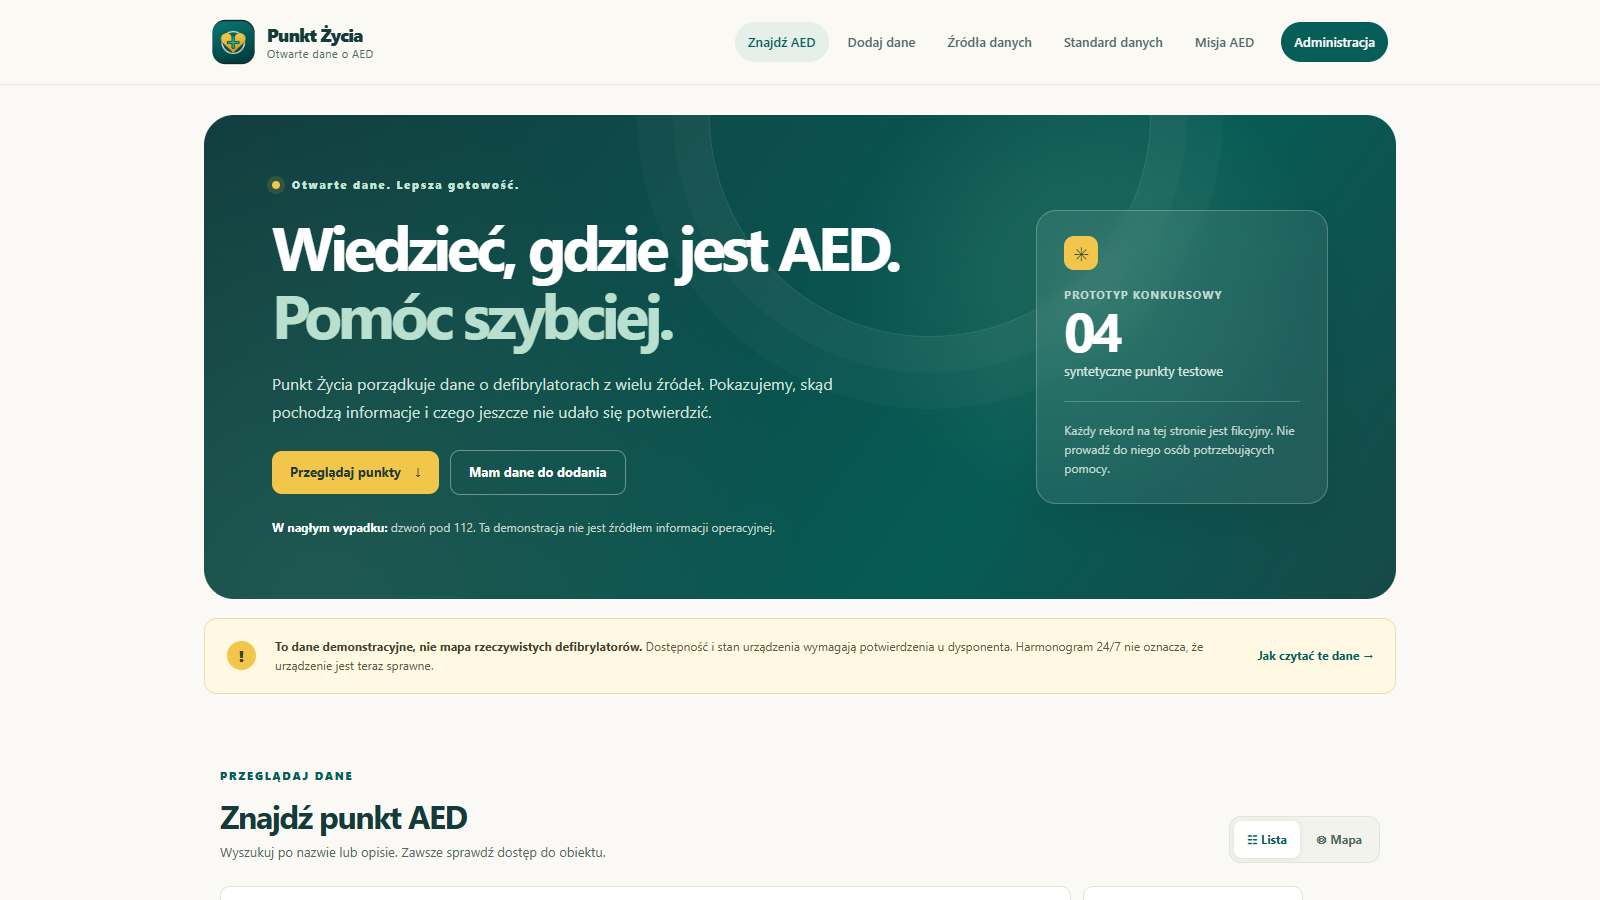 Punkt Życia
Otwarte dane o AED
Znajdź AED
Dodaj dane
Źródła danych
Standard danych
Misja AED
Administracja
Otwarte dane. Lepsza gotowość.
Wiedzieć, gdzie jest AED.
Pomóc szybciej.
Punkt Życia porządkuje dane o defibrylatorach z wielu źródeł. Pokazujemy, skąd
pochodzą informacje i czego jeszcze nie udało się potwierdzić.
Przeglądaj punkty ↓
Mam dane do dodania
W nagłym wypadku: dzwoń pod 112. Ta demonstracja nie jest źródłem informacji operacyjnej.
PROTOTYP KONKURSOWY
04
syntetyczne punkty testowe
Każdy rekord na tej stronie jest fikcyjny. Nie
prowadź do niego osób potrzebujących
pomocy.
!
To dane demonstracyjne, nie mapa rzeczywistych defibrylatorów. Dostępność i stan urządzenia wymagają potwierdzenia u dysponenta. Harmonogram 24/7 nie oznacza, że
urządzenie jest teraz sprawne.
Jak czytać te dane →
PRZEGLĄDAJ DANE
Znajdź punkt AED
Wyszukuj po nazwie lub opisie. Zawsze sprawdź dostęp do obiektu.
Lista
Mapa